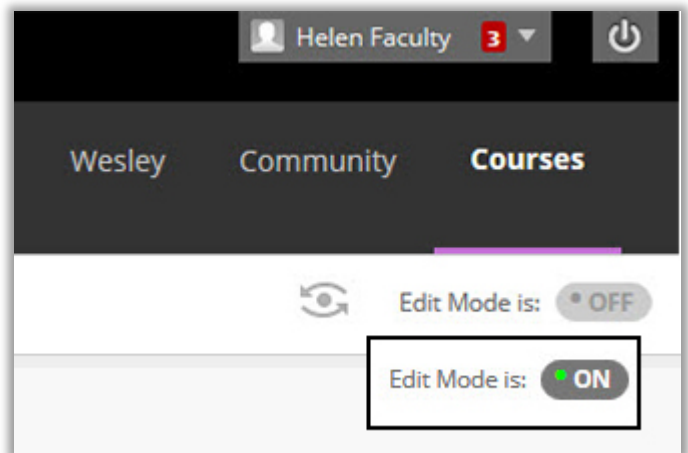 Helen Faculty 3
Wesley Community Courses
Edit Mode is: OFF
Edit Mode is: ON